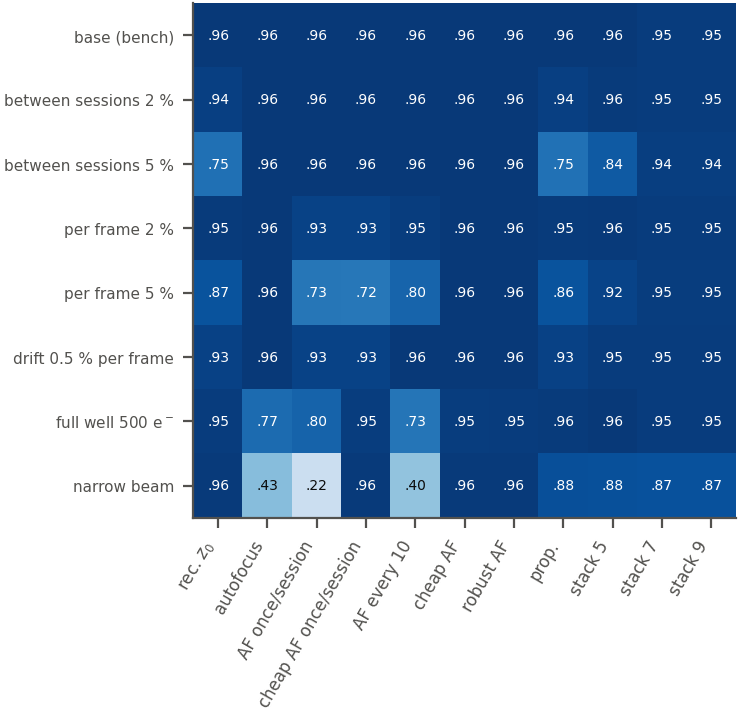 base (bench) .96 .96 .96 .96 .96 .96 .96 .96 .96 .95 .95
between sessions 2 % .94 .96 .96 .96 .96 .96 .96 .94 .96 .95 .95
between sessions 5 % .75 .96 .96 .96 .96 .96 .96 .75 .84 .94 .94
per frame 2 % .95 .96 .93 .93 .95 .96 .96 .95 .96 .95 .95
per frame 5 % .87 .96 .73 .72 .80 .96 .96 .86 .92 .95 .95
drift 0.5 % per frame .93 .96 .93 .93 .96 .96 .96 .93 .95 .95 .95
full well 500 e⁻ .95 .77 .80 .95 .73 .95 .95 .96 .96 .95 .95
narrow beam .96 .43 .22 .96 .40 .96 .96 .88 .88 .87 .87
rec. z₀
autofocus
AF once/session
cheap AF once/session
AF every 10
cheap AF
robust AF
prop.
stack 5
stack 7
stack 9